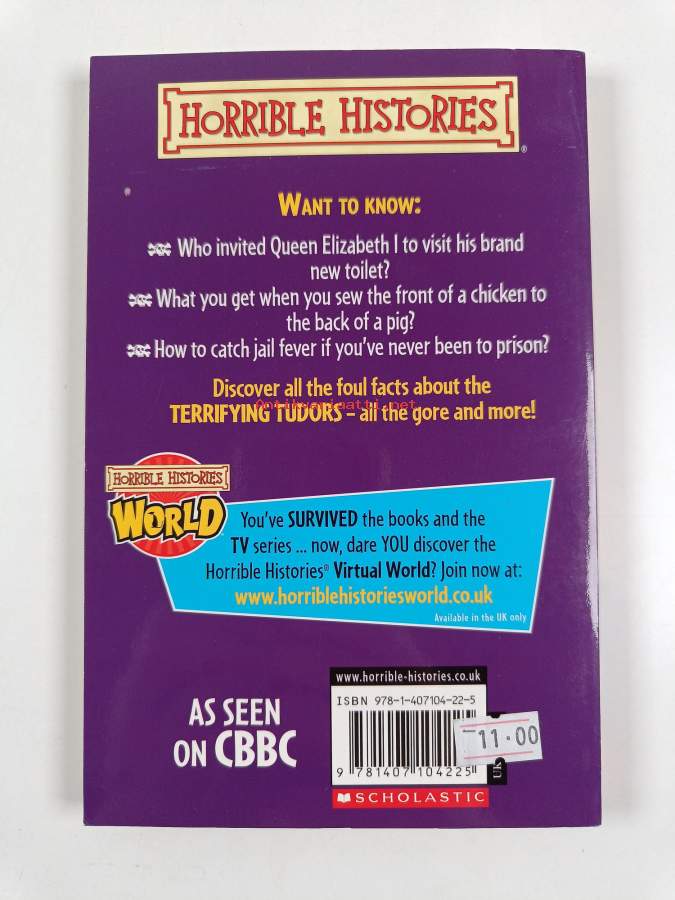 HORRIBLE HISTORIES
®
WANT TO KNOW:
Who invited Queen Elizabeth I to visit his brand
new toilet?
What you get when you sew the front of a chicken to
the back of a pig?
How to catch jail fever if you've never been to prison?
Discover all the foul facts about the
Antikvariaatti.net
TERRIFYING TUDORS – all the gore and more!
HORRIBLE HISTORIES
WORLD
You've SURVIVED the books and the
TV series ... now, dare YOU discover the
Horrible Histories® Virtual World? Join now at:
www.horriblehistoriesworld.co.uk
Available in the UK only
AS SEEN
ON CBBC
www.horrible-histories.co.uk
ISBN 978-1-407104-22-5
11.00
UK
9 781407 104225
SCHOLASTIC